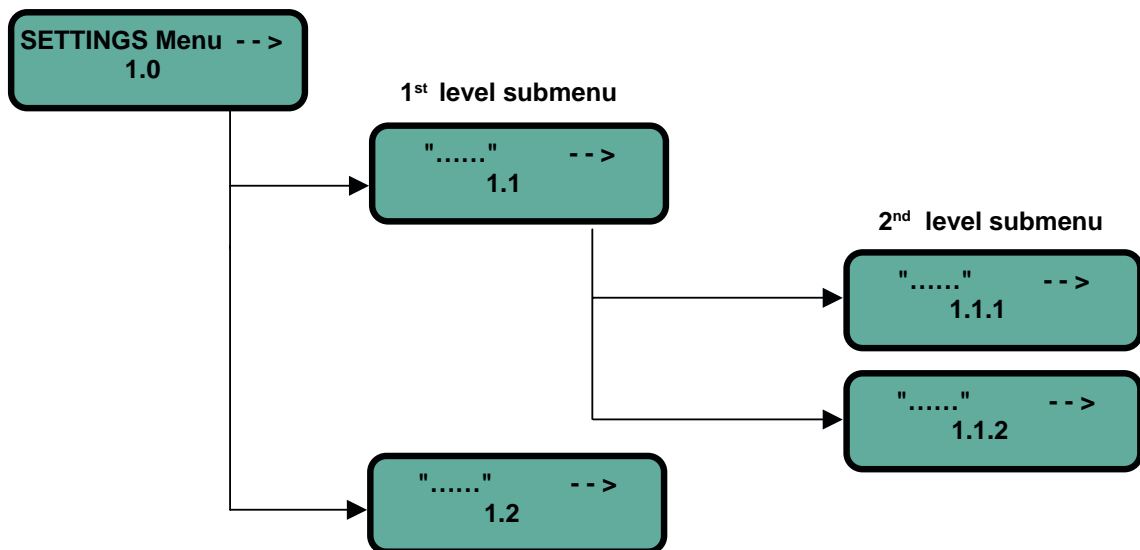 SETTINGS Menu - - >
1.0
1st level submenu
"......" - - >
1.1
2nd level submenu
"......" - - >
1.1.1
"......" - - >
1.1.2
"......" - - >
1.2